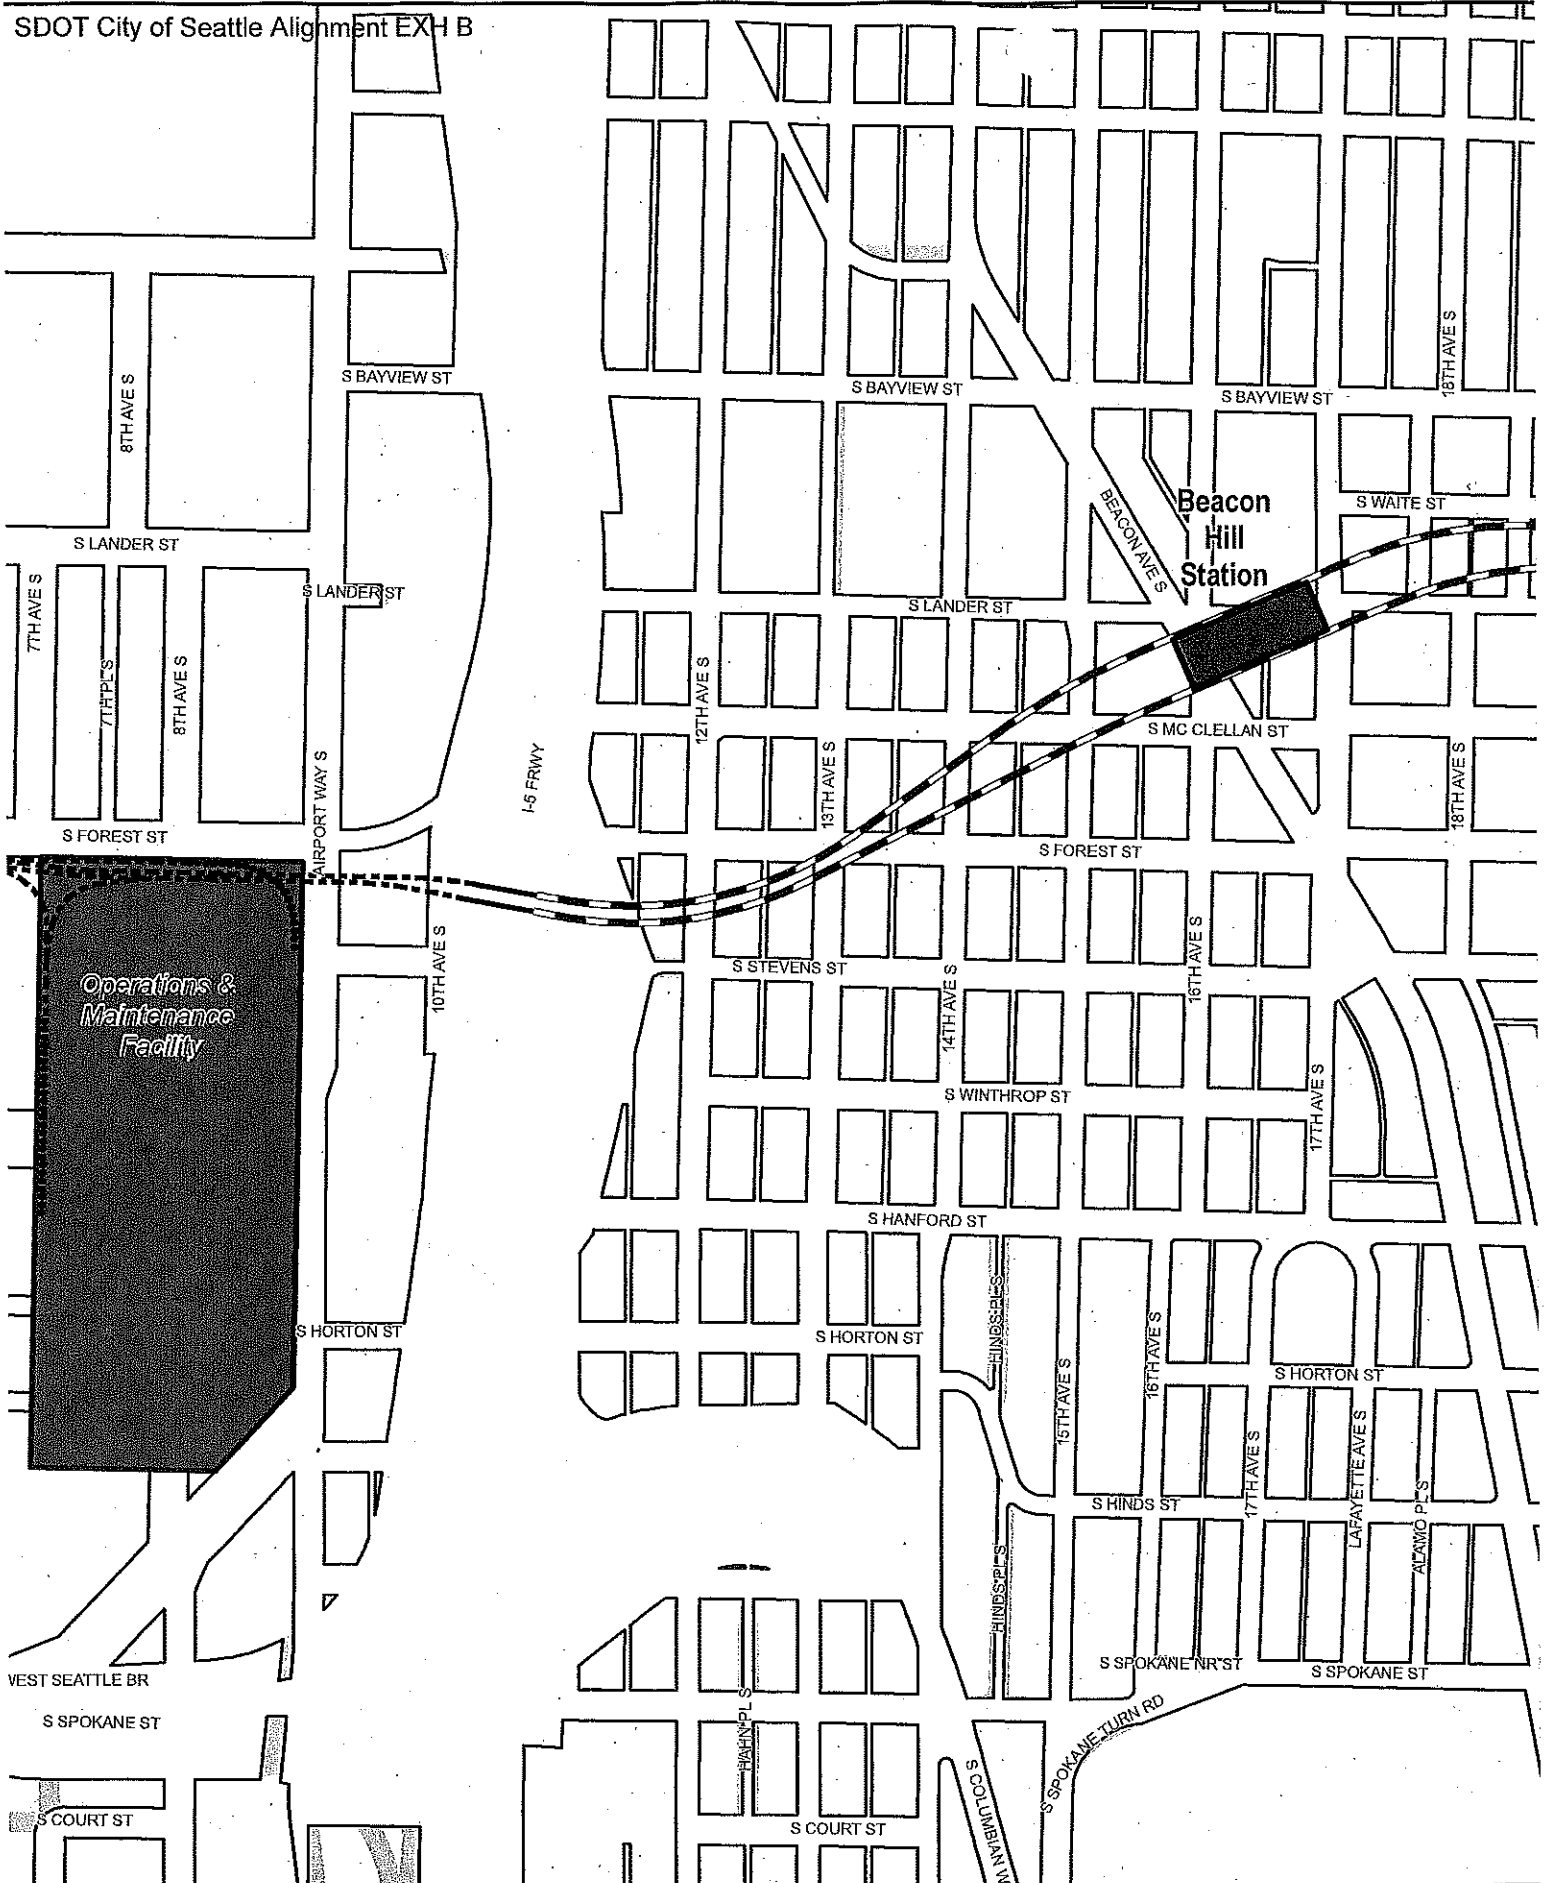 SDOT City of Seattle Alignment EXH B
S BAYVIEW ST
S BAYVIEW ST
S BAYVIEW ST
18TH AVE S
8TH AVE S
BEACON AVE S
Beacon
Hill
Station
S WAITE ST
S LANDER ST
S LANDER ST
S LANDER ST
7TH AVE S
7TH PL S
8TH AVE S
12TH AVE S
S MC CLELLAN ST
AIRPORT WAY S
I-5 FRWY
13TH AVE S
18TH AVE S
S FOREST ST
S FOREST ST
Operations &
Maintenance
Facility
10TH AVE S
S STEVENS ST
14TH AVE S
16TH AVE S
S WINTHROP ST
17TH AVE S
S HANFORD ST
HINDS PL S
S HORTON ST
S HORTON ST
16TH AVE S
15TH AVE S
S HORTON ST
17TH AVE S
LAFAYETTE AVE S
ALAMO PL S
S HINDS ST
HINDS PL S
S SPOKANE NR ST
S SPOKANE ST
WEST SEATTLE BR
S SPOKANE ST
HAHN PL S
S SPOKANE TURN RD
S COLUMBIAN W
S COURT ST
S COURT ST